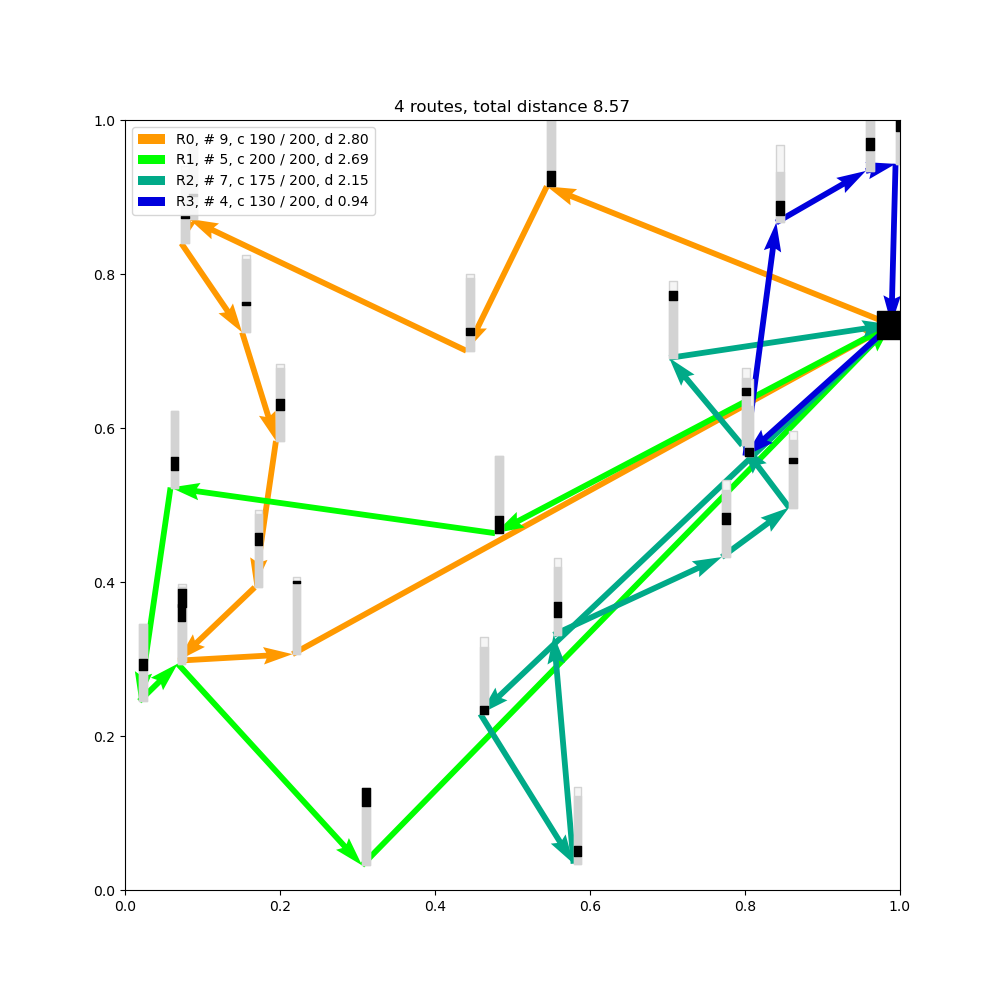 4 routes, total distance 8.57
R0, # 9, c 190 / 200, d 2.80
R1, # 5, c 200 / 200, d 2.69
R2, # 7, c 175 / 200, d 2.15
R3, # 4, c 130 / 200, d 0.94
1.0
0.8
0.6
0.4
0.2
0.0
0.0 0.2 0.4 0.6 0.8 1.0